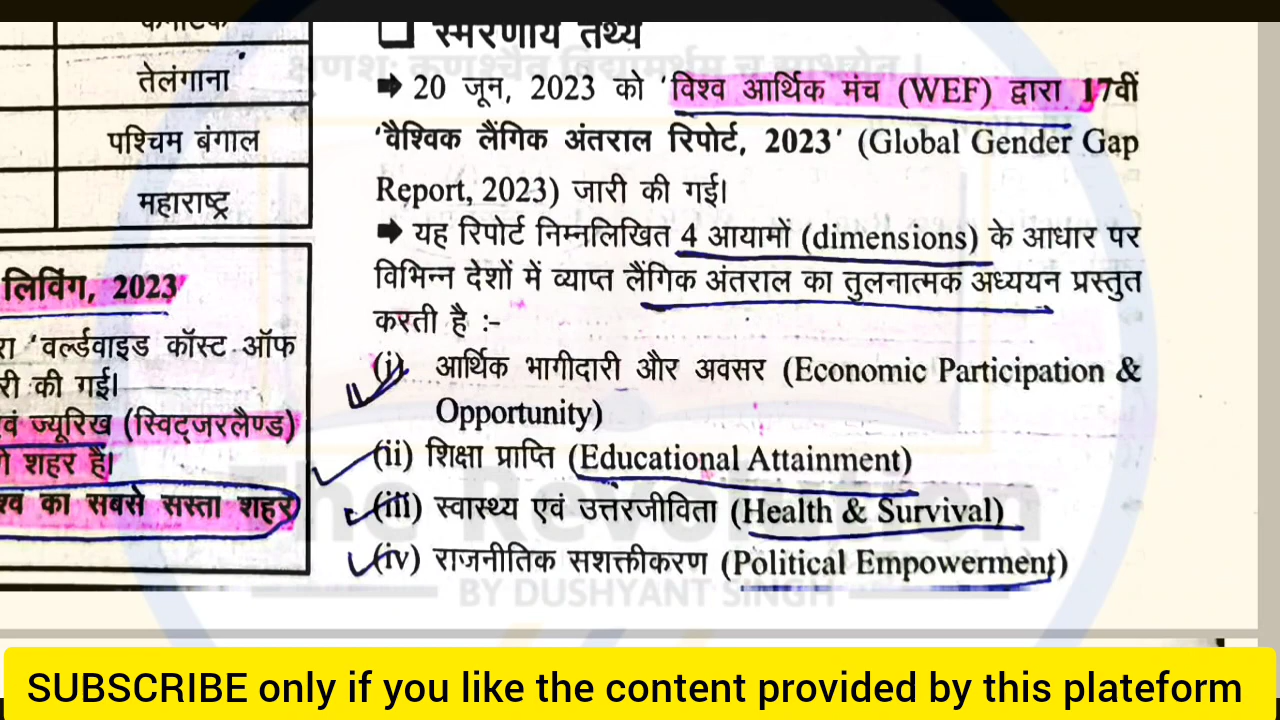 तेलंगाना
पश्चिम बंगाल
महाराष्ट्र
लिविंग, 2023'
रा 'वर्ल्डवाइड कॉस्ट ऑफ
री की गई।
वं ज्यूरिख (स्विट्जरलैण्ड)
शहर हैं।
श्व का सबसे सस्ता शहर
स्मरणीय तथ्य
➡ 20 जून, 2023 को 'विश्व आर्थिक मंच (WEF) द्वारा 17वीं
'वैश्विक लैंगिक अंतराल रिपोर्ट, 2023' (Global Gender Gap
Report, 2023) जारी की गई।
➡ यह रिपोर्ट निम्नलिखित 4 आयामों (dimensions) के आधार पर
विभिन्न देशों में व्याप्त लैंगिक अंतराल का तुलनात्मक अध्ययन प्रस्तुत
करती है :-
(i) आर्थिक भागीदारी और अवसर (Economic Participation &
Opportunity)
(ii) शिक्षा प्राप्ति (Educational Attainment)
(iii) स्वास्थ्य एवं उत्तरजीविता (Health & Survival)
(iv) राजनीतिक सशक्तीकरण (Political Empowerment)
The Revolution
BY DUSHYANT SINGH
SUBSCRIBE only if you like the content provided by this plateform